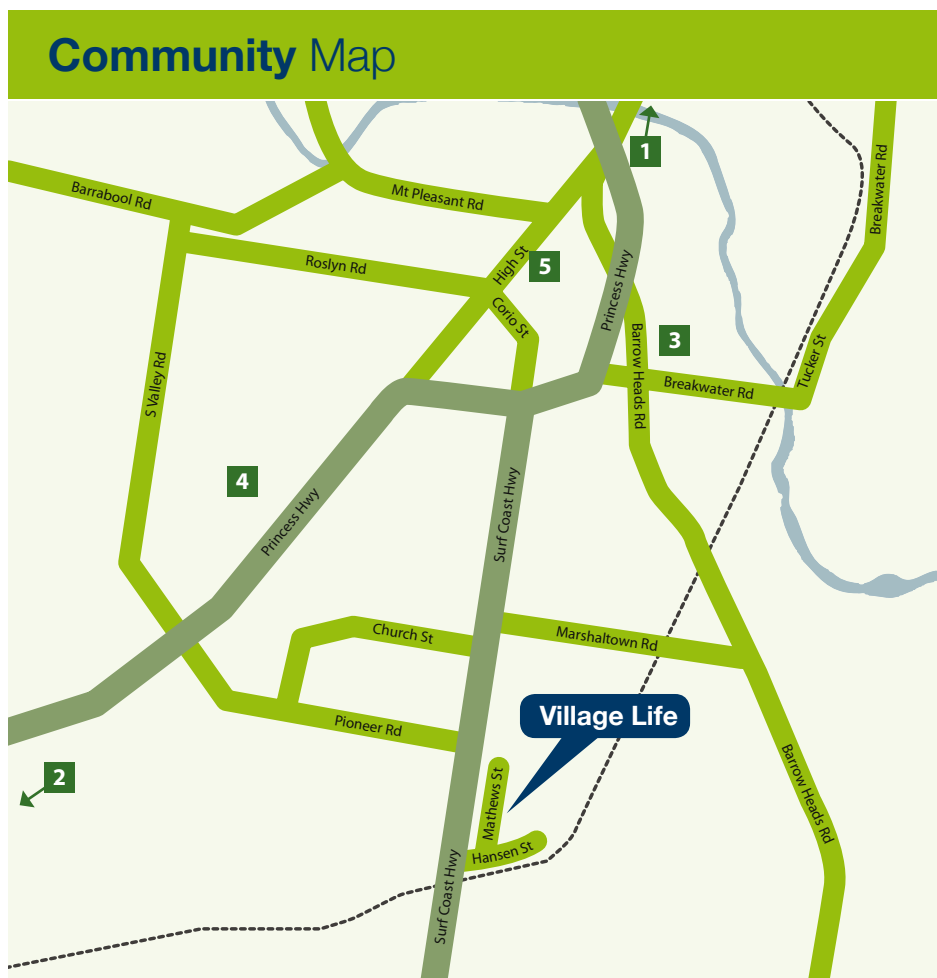 Community Map
1
Barrabool Rd
Mt Pleasant Rd
Breakwater Rd
Roslyn Rd
High St
5
Princess Hwy
Corio St
3
Barrow Heads Rd
Tucker St
S Valley Rd
Breakwater Rd
4
Princess Hwy
Surf Coast Hwy
Church St
Marshaltown Rd
Village Life
Pioneer Rd
2
Mathews St
Barrow Heads Rd
Hansen St
Surf Coast Hwy